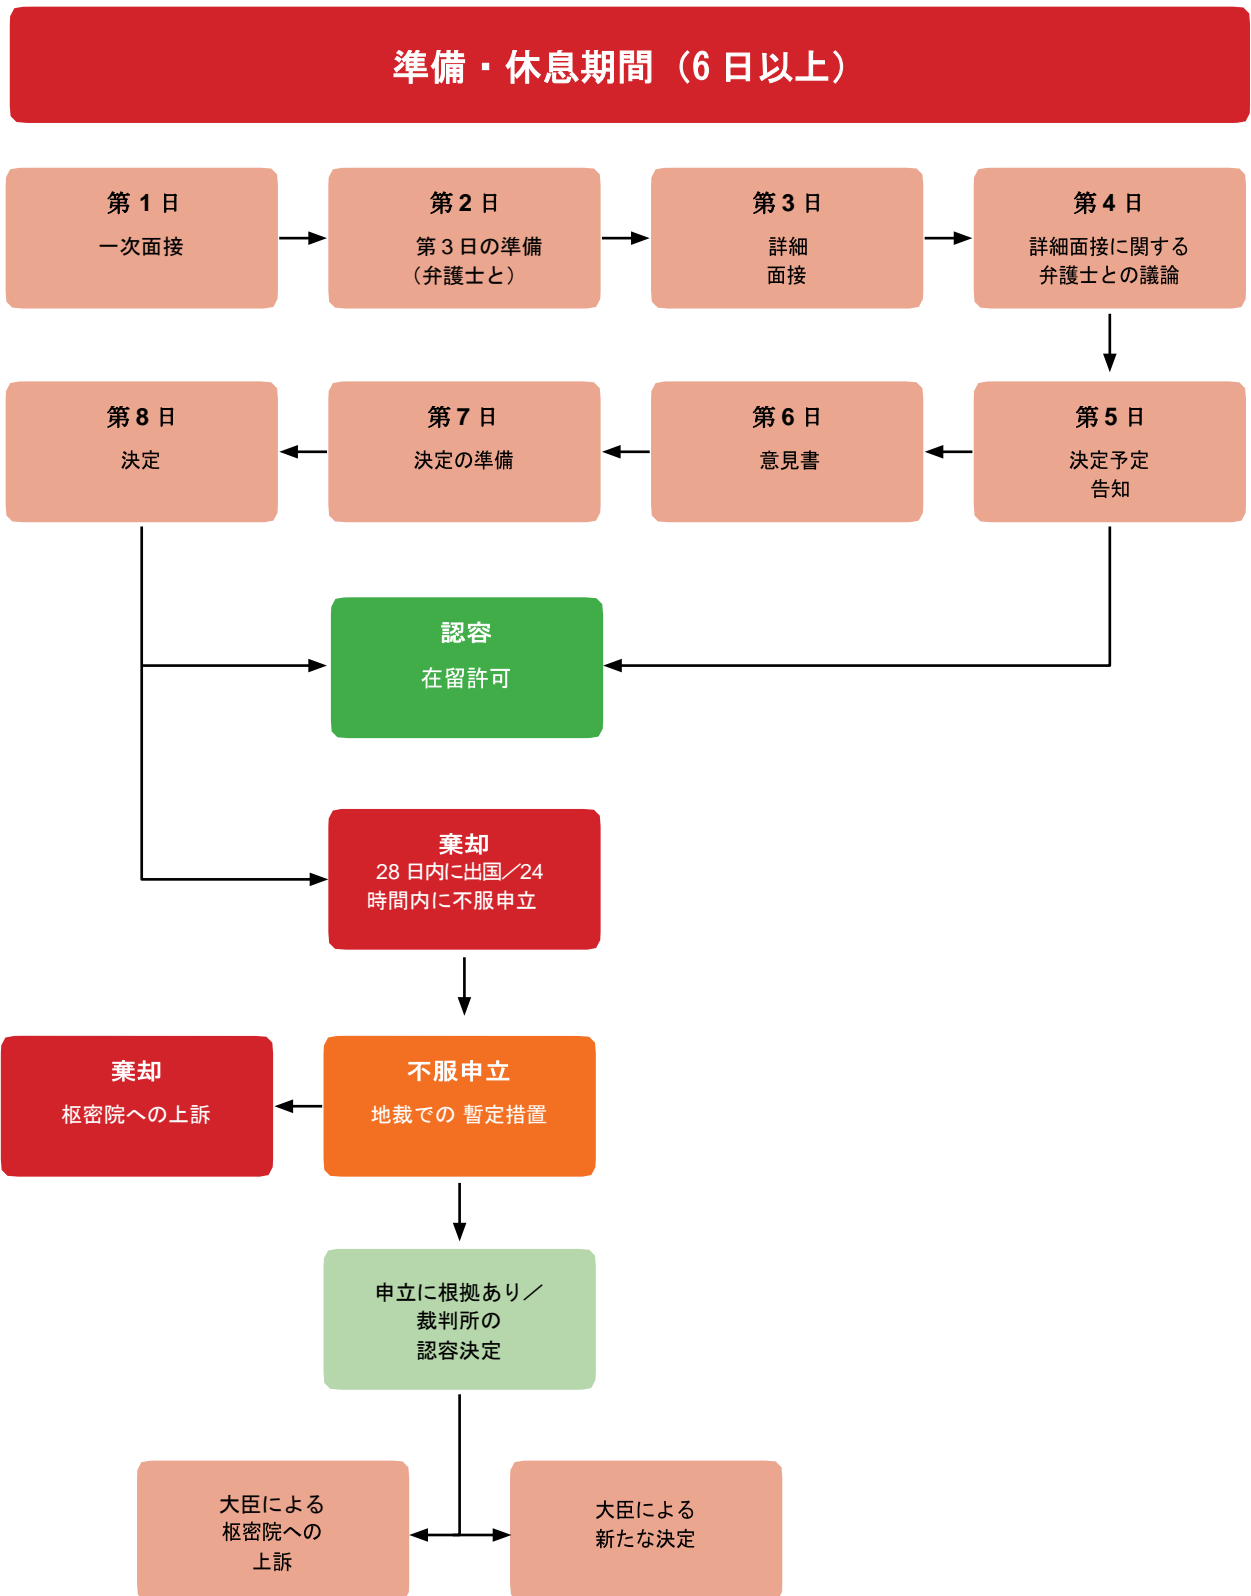 準備・休息期間（6 日以上）
第 1 日
一次面接
第 2 日
第 3 日の準備
（弁護士と）
第 3 日
詳細
面接
第 4 日
詳細面接に関する
弁護士との議論
第 8 日
決定
第 7 日
決定の準備
第 6 日
意見書
第 5 日
決定予定
告知
認容
在留許可
棄却
28 日内に出国／24
時間内に不服申立
棄却
枢密院への上訴
不服申立
地裁での 暫定措置
申立に根拠あり／
裁判所の
認容決定
大臣による
枢密院への
上訴
大臣による
新たな決定